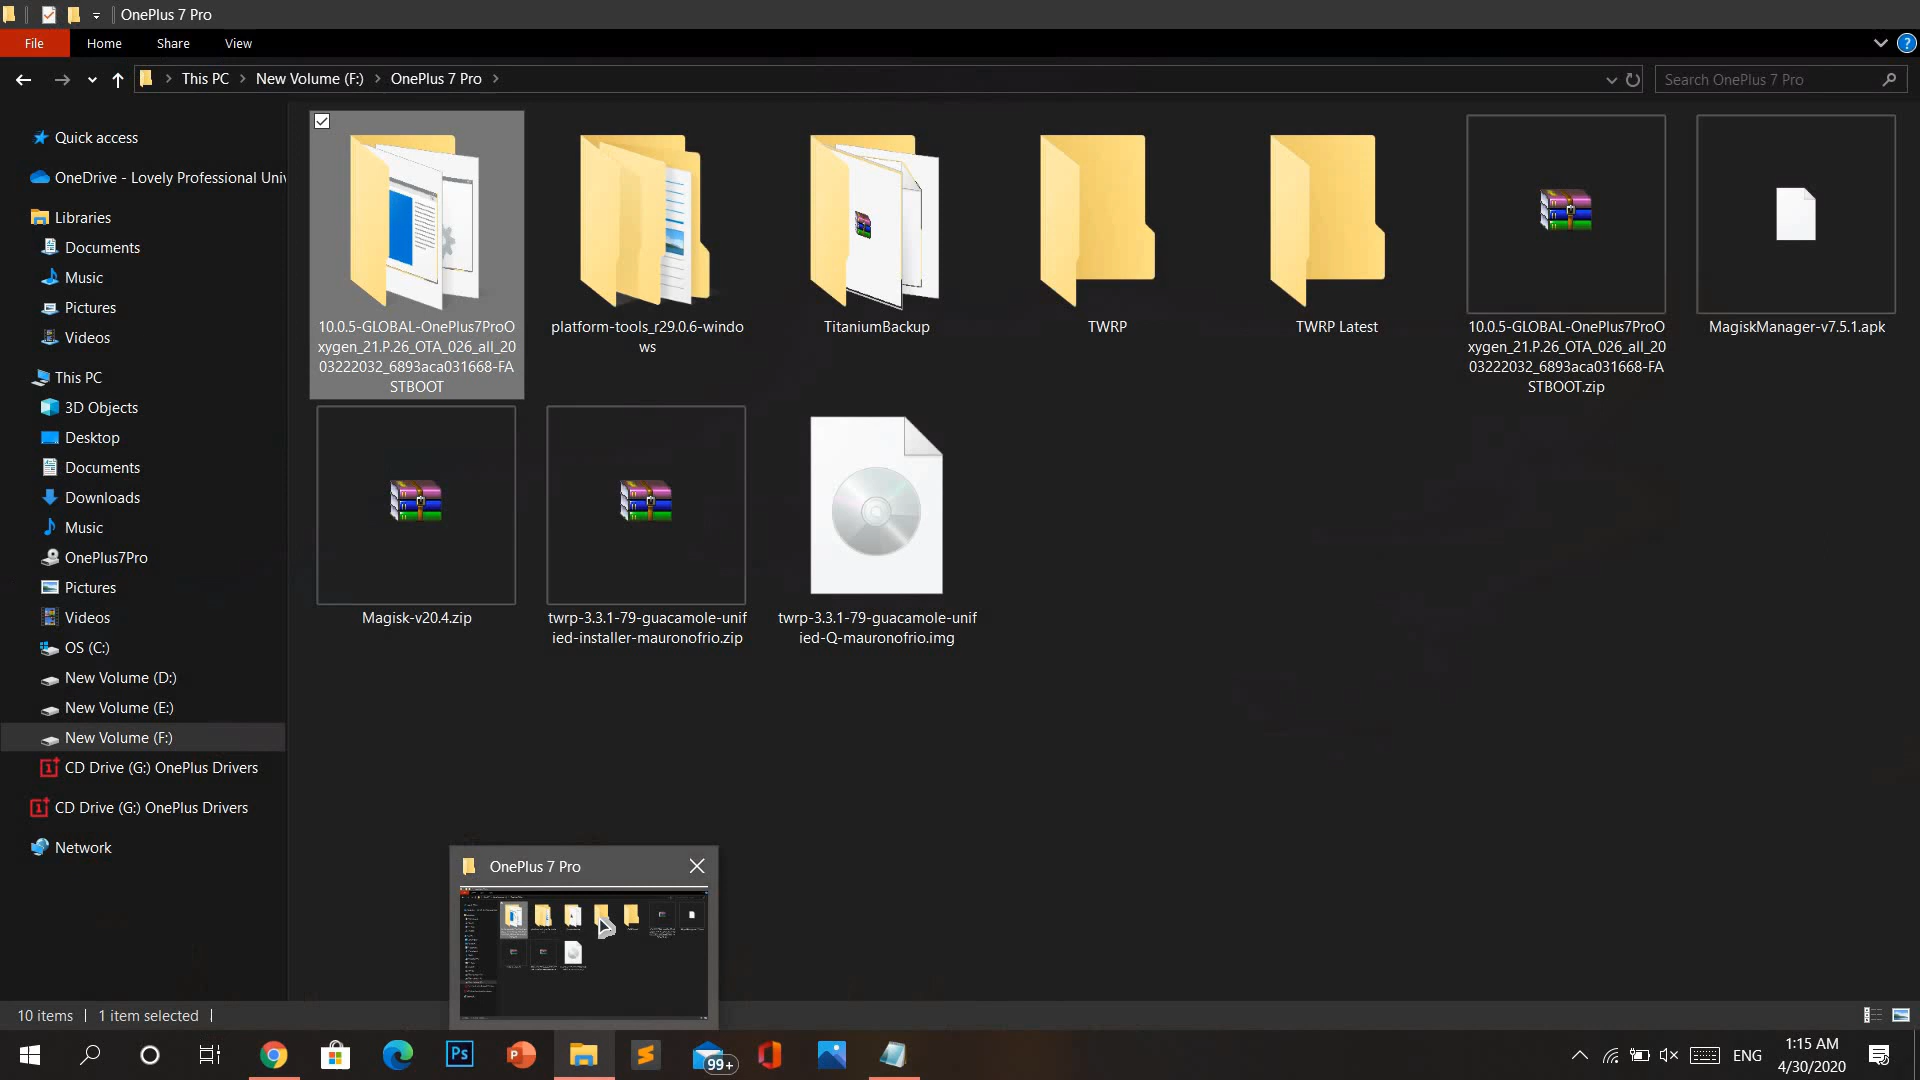 OnePlus 7 Pro
File
Home
Share
View
This PC
New Volume (F:)
OnePlus 7 Pro
Search OnePlus 7 Pro
Quick access
OneDrive - Lovely Professional Univ
Libraries
Documents
Music
Pictures
Videos
This PC
3D Objects
Desktop
Documents
Downloads
Music
OnePlus7Pro
Pictures
Videos
OS (C:)
New Volume (D:)
New Volume (E:)
New Volume (F:)
CD Drive (G:) OnePlus Drivers
CD Drive (G:) OnePlus Drivers
Network
10.0.5-GLOBAL-OnePlus7ProO
xygen_21.P.26_OTA_026_all_20
03222032_6893aca031668-FA
STBOOT
platform-tools_r29.0.6-windo
ws
TitaniumBackup
TWRP
TWRP Latest
10.0.5-GLOBAL-OnePlus7ProO
xygen_21.P.26_OTA_026_all_20
03222032_6893aca031668-FA
STBOOT.zip
MagiskManager-v7.5.1.apk
Magisk-v20.4.zip
twrp-3.3.1-79-guacamole-unif
ied-installer-mauronofrio.zip
twrp-3.3.1-79-guacamole-unif
ied-Q-mauronofrio.img
OnePlus 7 Pro
10 items
1 item selected
Ps
99+
ENG
1:15 AM
4/30/2020